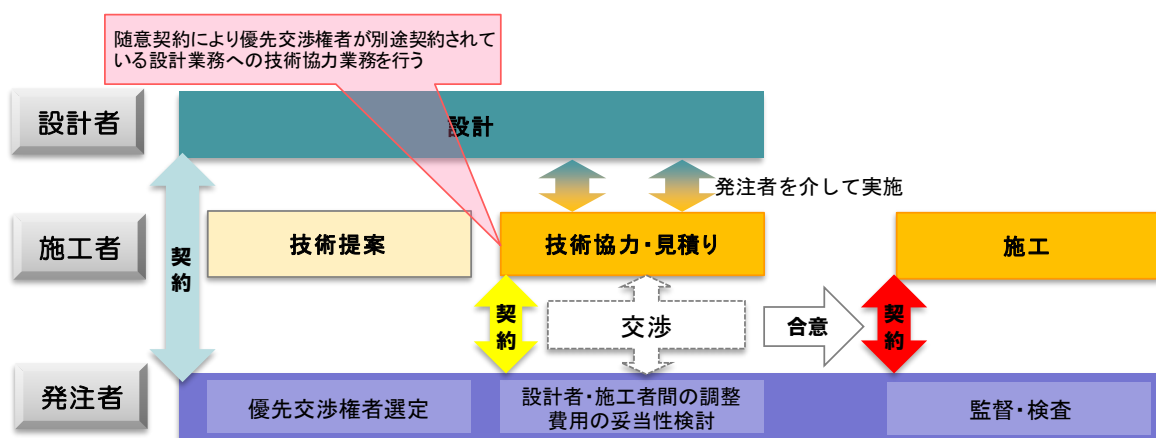 随意契約により優先交渉権者が別途契約されて
いる設計業務への技術協力業務を行う
設計者
設計
発注者を介して実施
施工者
技術提案
技術協力・見積り
施工
契約
契約
交渉
合意
契約
発注者
優先交渉権者選定
設計者・施工者間の調整
費用の妥当性検討
監督・検査